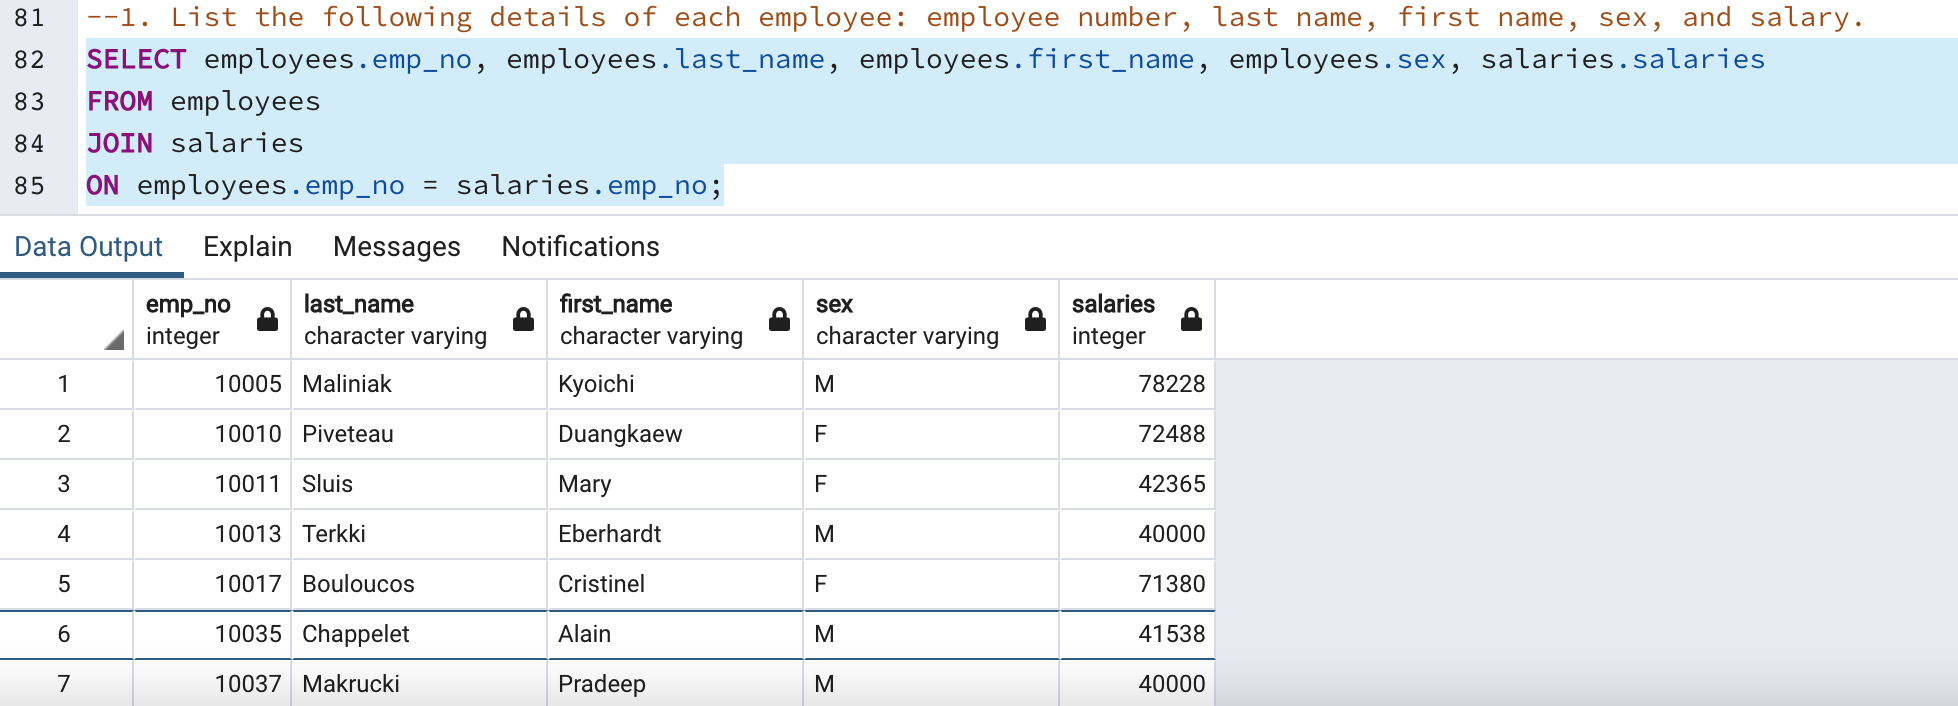 81 --1. List the following details of each employee: employee number, last name, first name, sex, and salary.
82 SELECT employees.emp_no, employees.last_name, employees.first_name, employees.sex, salaries.salaries
83 FROM employees
84 JOIN salaries
85 ON employees.emp_no = salaries.emp_no;
Data Output Explain Messages Notifications
emp_no last_name first_name sex salaries
integer character varying character varying character varying integer
1 10005 Maliniak Kyoichi M 78228
2 10010 Piveteau Duangkaew F 72488
3 10011 Sluis Mary F 42365
4 10013 Terkki Eberhardt M 40000
5 10017 Bouloucos Cristinel F 71380
6 10035 Chappelet Alain M 41538
7 10037 Makrucki Pradeep M 40000